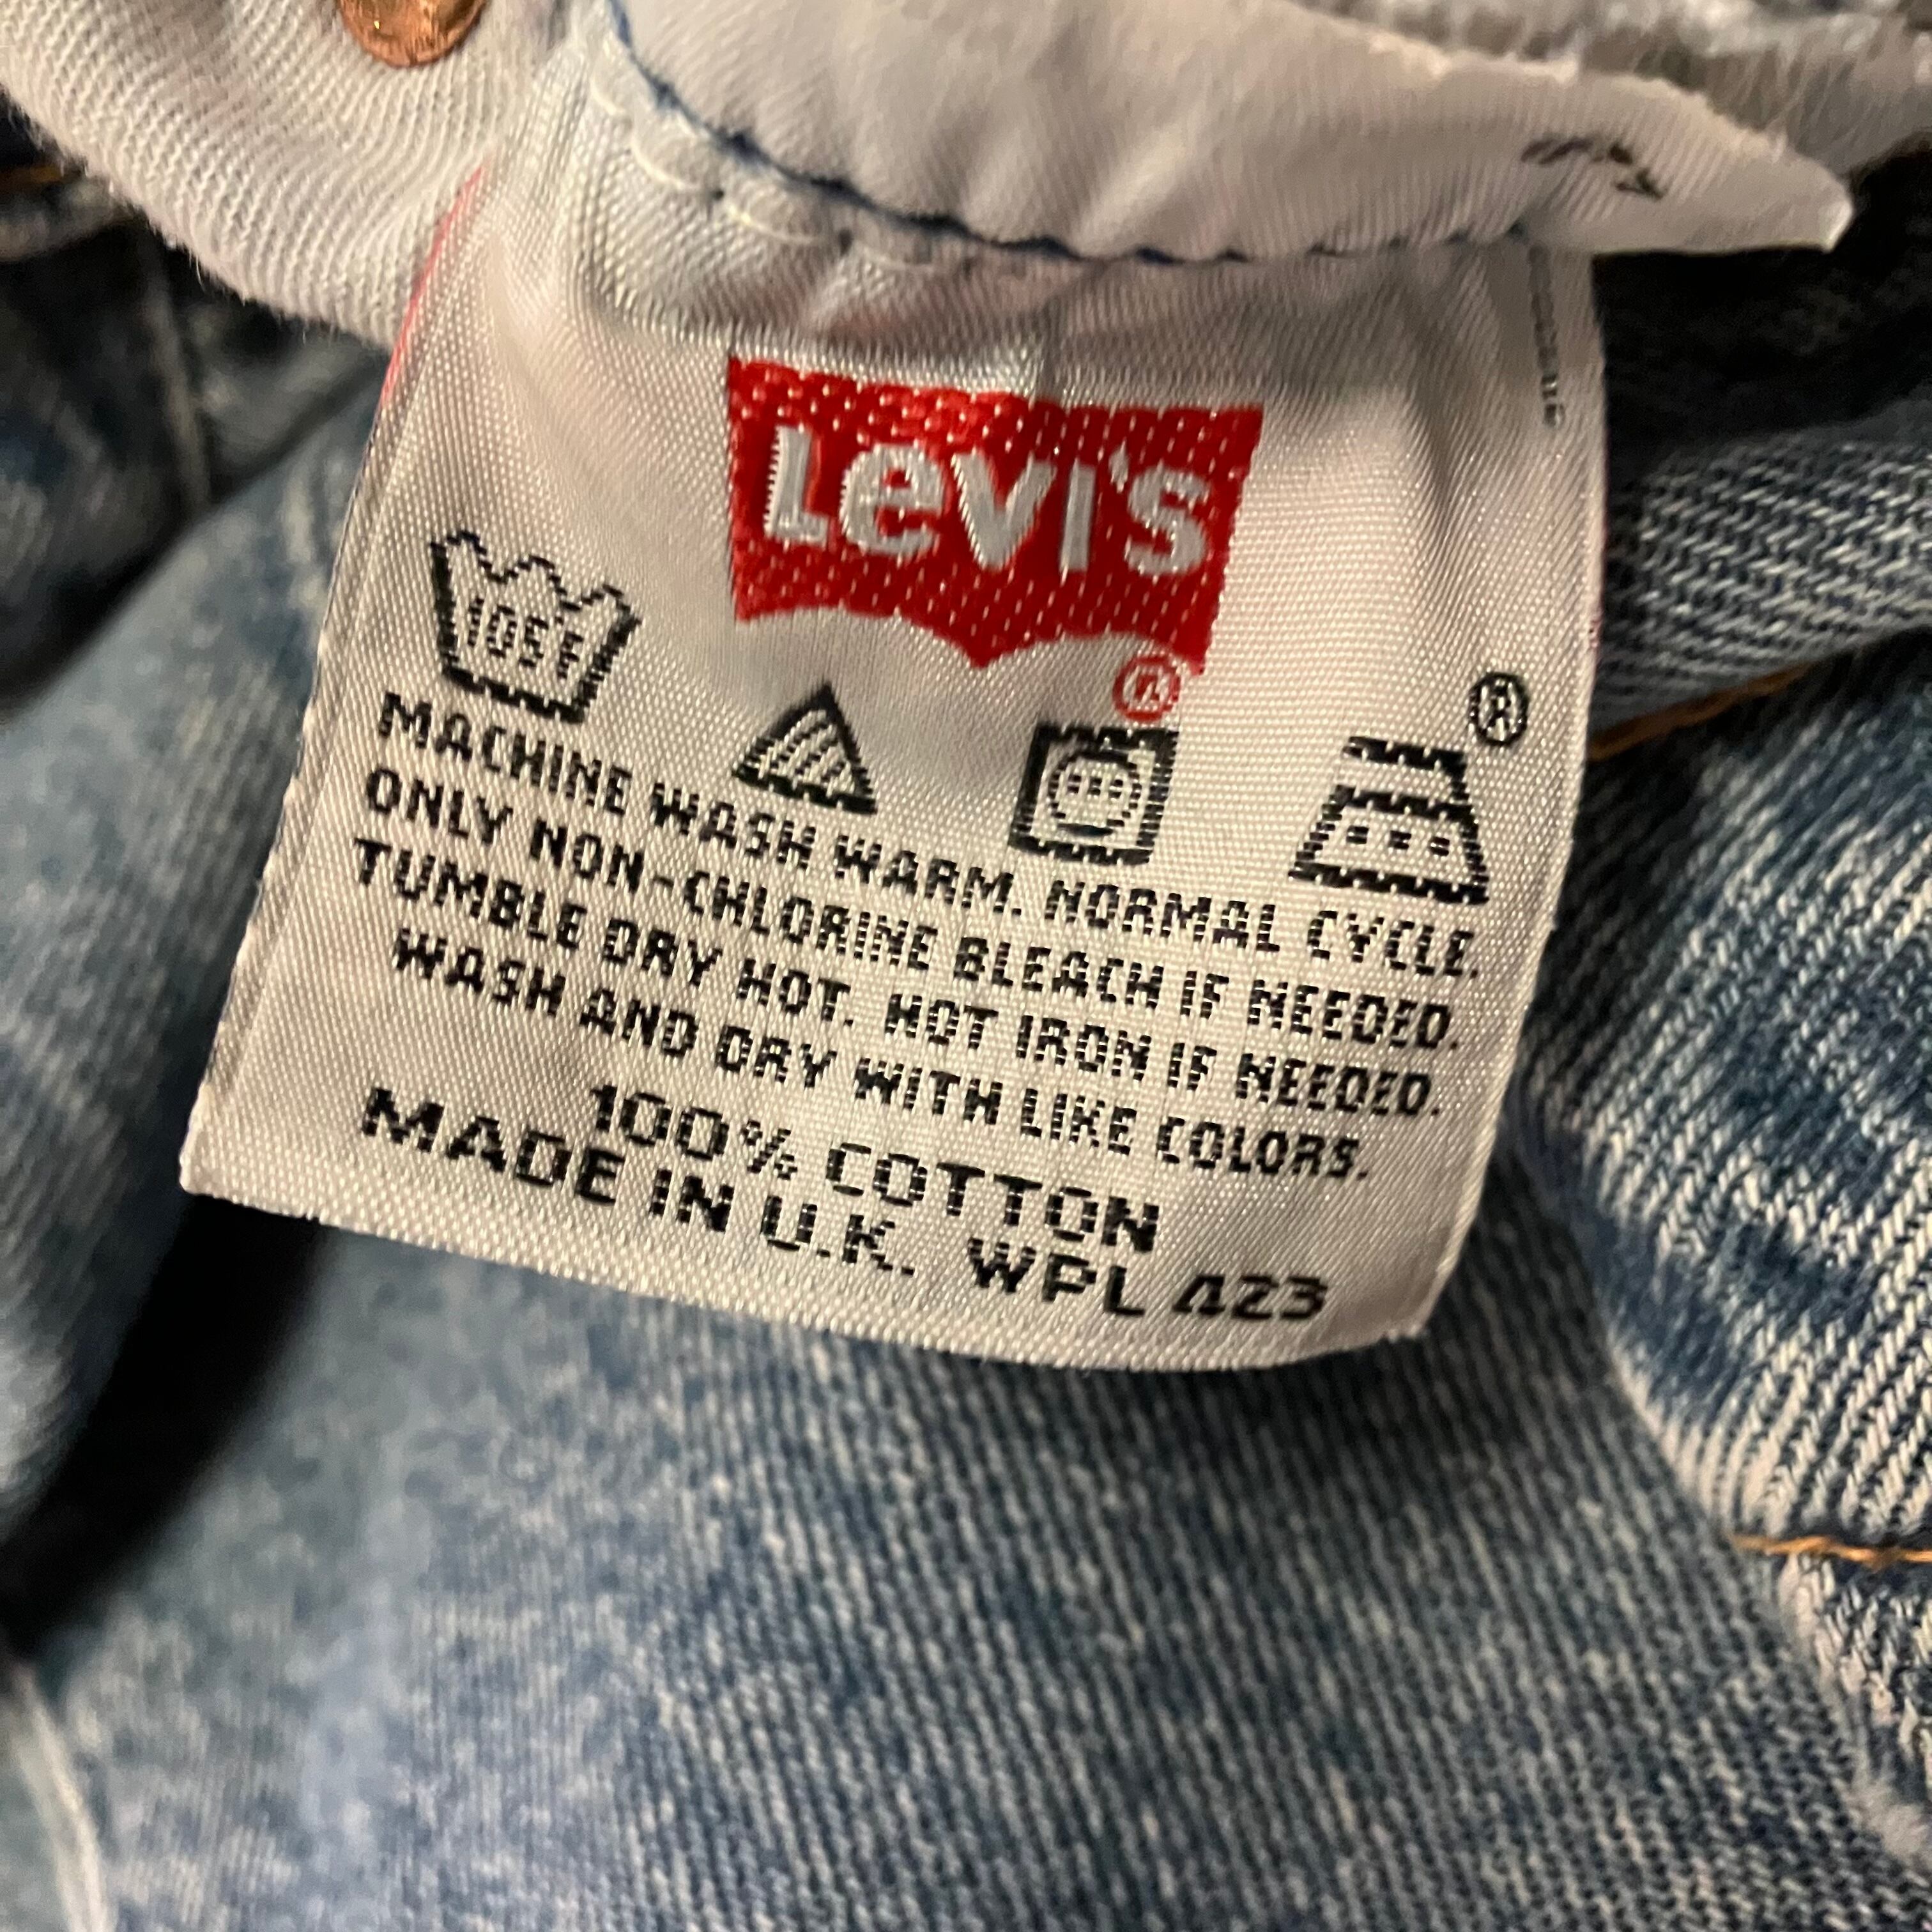 Levi's
®
105°F
®
MACHINE WASH WARM. NORMAL CYCLE.
ONLY NON-CHLORINE BLEACH IF NEEDED.
TUMBLE DRY HOT. HOT IRON IF NEEDED.
WASH AND DRY WITH LIKE COLORS.
100% COTTON
MADE IN U.K. WPL 423